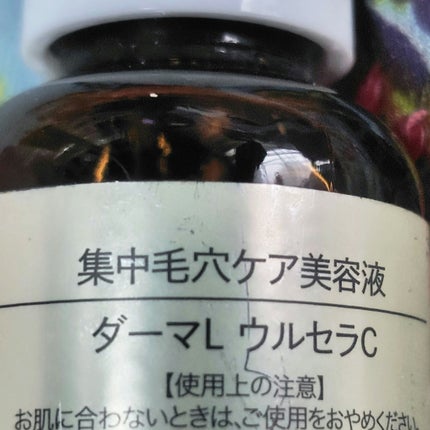 集中毛穴ケア美容液
ダーマL ウルセラC
【使用上の注意】
お肌に合わないときは、ご使用をおやめください。